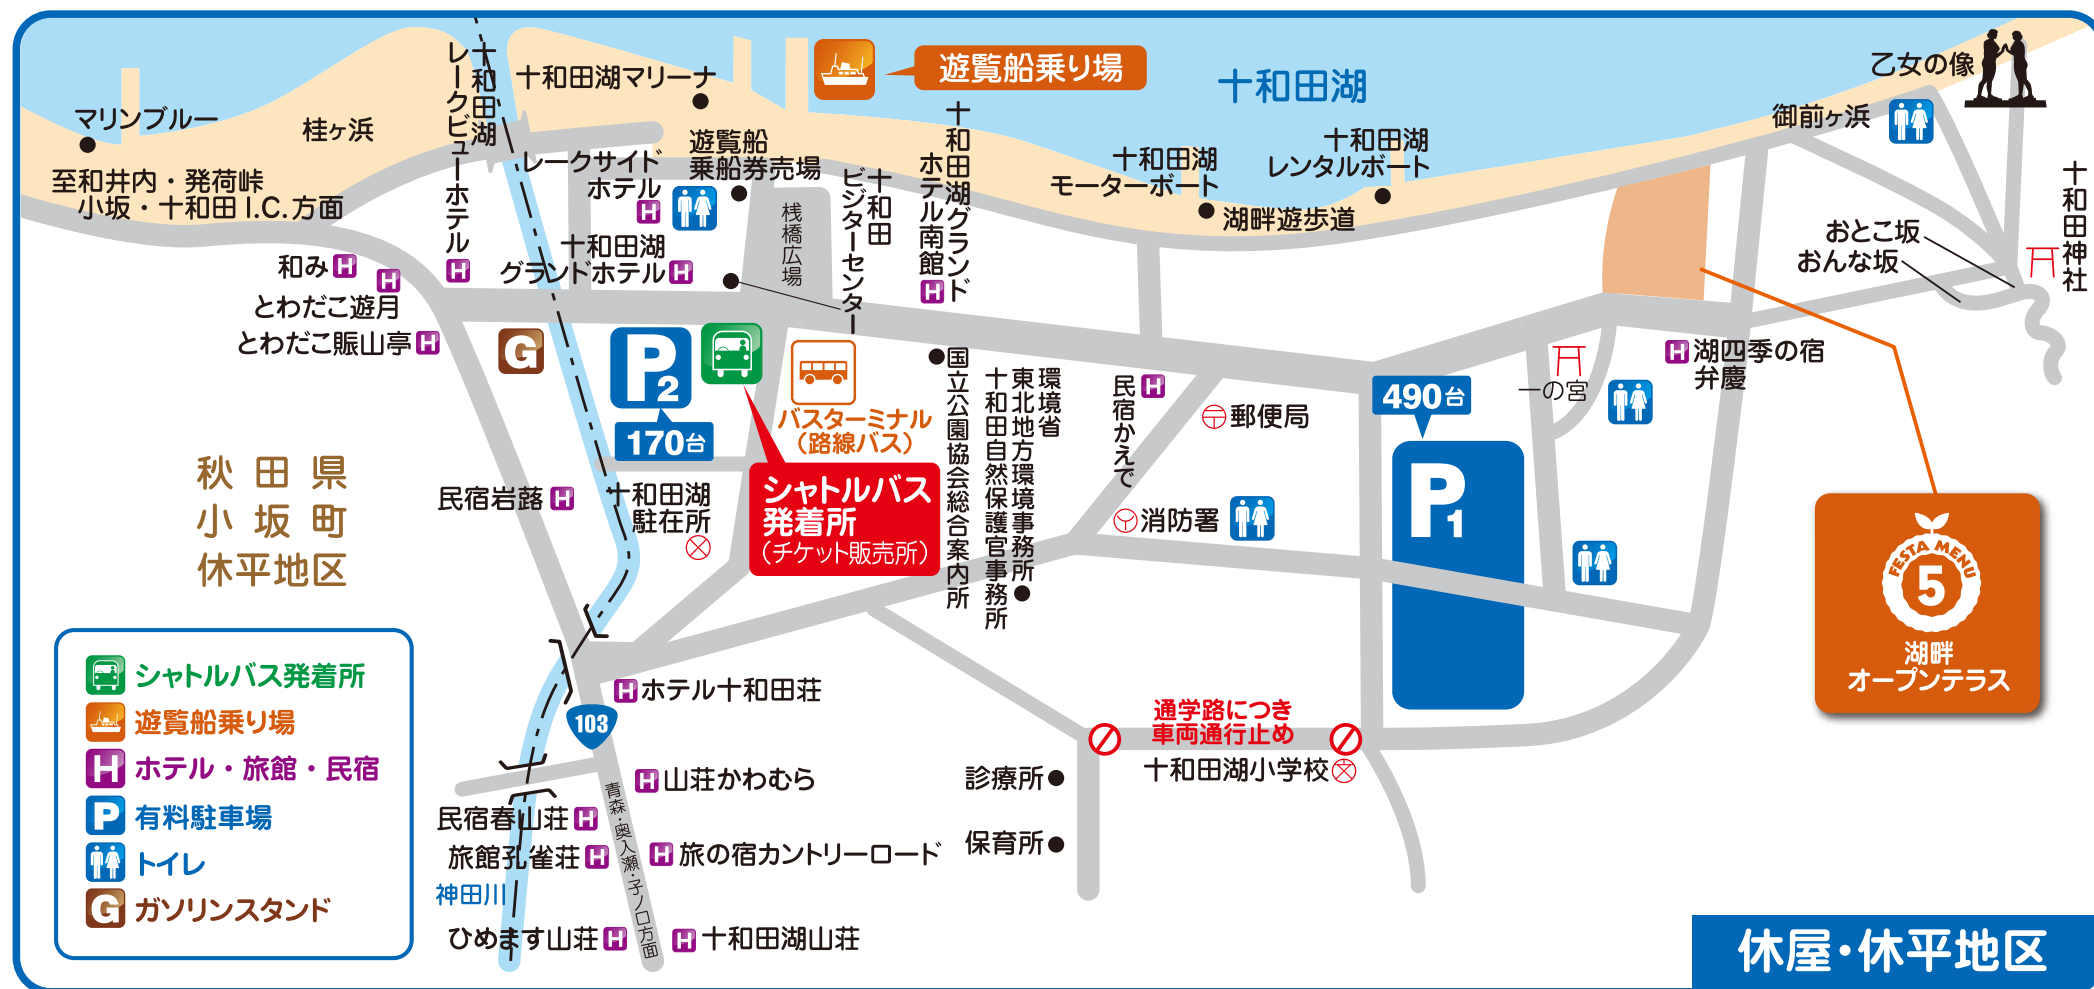 十和田湖
遊覧船乗り場
十和田湖マリーナ
十和田湖
レークビューホテル
マリンブルー
桂ヶ浜
至和井内・発荷峠
小坂・十和田I.C.方面
レークサイド
ホテル
H
遊覧船
乗船券売場
桟橋広場
十和田
ビジターセンター
十和田湖グランド
ホテル南館
H
十和田湖
モーターボート
十和田湖
レンタルボート
湖畔遊歩道
乙女の像
御前ヶ浜
十和田神社
おとこ坂
おんな坂
和み H
H
とわだこ遊月
とわだこ賑山亭 H
H
十和田湖
グランドホテル H
G
P2
170台
バスターミナル
(路線バス)
シャトルバス
発着所
(チケット販売所)
国立公園協会総合案内所
環境省
東北地方環境事務所
十和田自然保護官事務所
民宿かえで
H
郵便局
消防署
490台
P1
一の宮
H 湖四季の宿
弁慶
FESTA MENU
5
湖畔
オープンテラス
秋田県
小坂町
休平地区
民宿岩蕗 H
十和田湖
駐在所
H ホテル十和田荘
103
H 山荘かわむら
青森・奥入瀬・子ノ口方面
民宿春山荘 H
旅館孔雀荘 H
H 旅の宿カントリーロード
神田川
ひめます山荘 H
H 十和田湖山荘
診療所
保育所
通学路につき
車両通行止め
十和田湖小学校
シャトルバス発着所
遊覧船乗り場
H ホテル・旅館・民宿
P 有料駐車場
トイレ
G ガソリンスタンド
休屋・休平地区